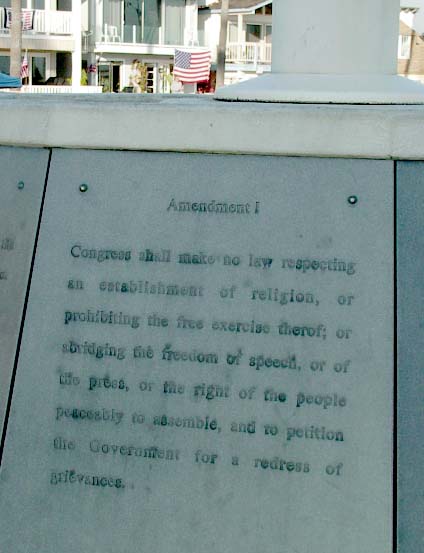 Amendment I
Congress shall make no law respecting
an establishment of religion, or
prohibiting the free exercise therof; or
abridging the freedom of speech, or of
the press, or the right of the people
peaceably to assemble, and to petition
the Government for a redress of
grievances.